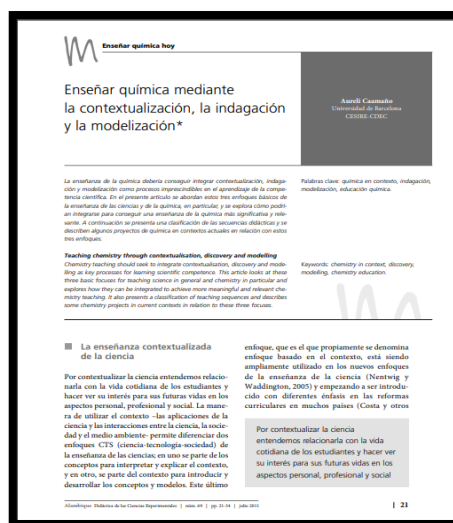 Enseñar química hoy
Enseñar química mediante
la contextualización, la indagación
y la modelización*
Aureli Caamaño
Universidad de Barcelona
CESIRE-CDEC
La enseñanza de la química debería conseguir integrar contextualización, indaga-
ción y modelización como procesos imprescindibles en el aprendizaje de la compe-
tencia científica. En el presente artículo se abordan estos tres enfoques básicos de
la enseñanza de las ciencias y de la química, en particular, y se explora cómo podrí-
an integrarse para conseguir una enseñanza de la química más significativa y rele-
vante. A continuación se presenta una clasificación de las secuencias didácticas y se
describen algunos proyectos de química en contextos actuales en relación con estos
tres enfoques.
Palabras clave: química en contexto, indagación,
modelización, educación química.
Teaching chemistry through contextualisation, discovery and modelling
Chemistry teaching should seek to integrate contextualisation, discovery and mode-
lling as key processes for learning scientific competence. This article looks at these
three basic focuses for teaching science in general and chemistry in particular and
explores how they can be integrated to achieve more meaningful and relevant che-
mistry teaching. It also presents a classification of teaching sequences and describes
some chemistry projects in current contexts in relation to these three focuses.
Keywords: chemistry in context, discovery,
modelling, chemistry education.
La enseñanza contextualizada
de la ciencia
Por contextualizar la ciencia entendemos relacio-
narla con la vida cotidiana de los estudiantes y
hacer ver su interés para sus futuras vidas en los
aspectos personal, profesional y social. La mane-
ra de utilizar el contexto –las aplicaciones de la
ciencia y las interacciones entre la ciencia, la socie-
dad y el medio ambiente- permite diferenciar dos
enfoques CTS (ciencia-tecnología-sociedad) de
la enseñanza de las ciencias; en uno se parte de los
conceptos para interpretar y explicar el contexto,
y en otro, se parte del contexto para introducir y
desarrollar los conceptos y modelos. Este último
enfoque, que es el que propiamente se denomina
enfoque basado en el contexto, está siendo
ampliamente utilizado en los nuevos enfoques
de la enseñanza de la ciencia (Nentwig y
Waddington, 2005) y empezando a ser introdu-
cido con diferentes énfasis en las reformas
curriculares en muchos países (Costa y otros
Por contextualizar la ciencia
entendemos relacionarla con la vida
cotidiana de los estudiantes y hacer ver
su interés para sus futuras vidas en los
aspectos personal, profesional y social
Alambique Didáctica de las Ciencias Experimentales | núm. 69 | pp. 21-34 | julio 2011
| 21